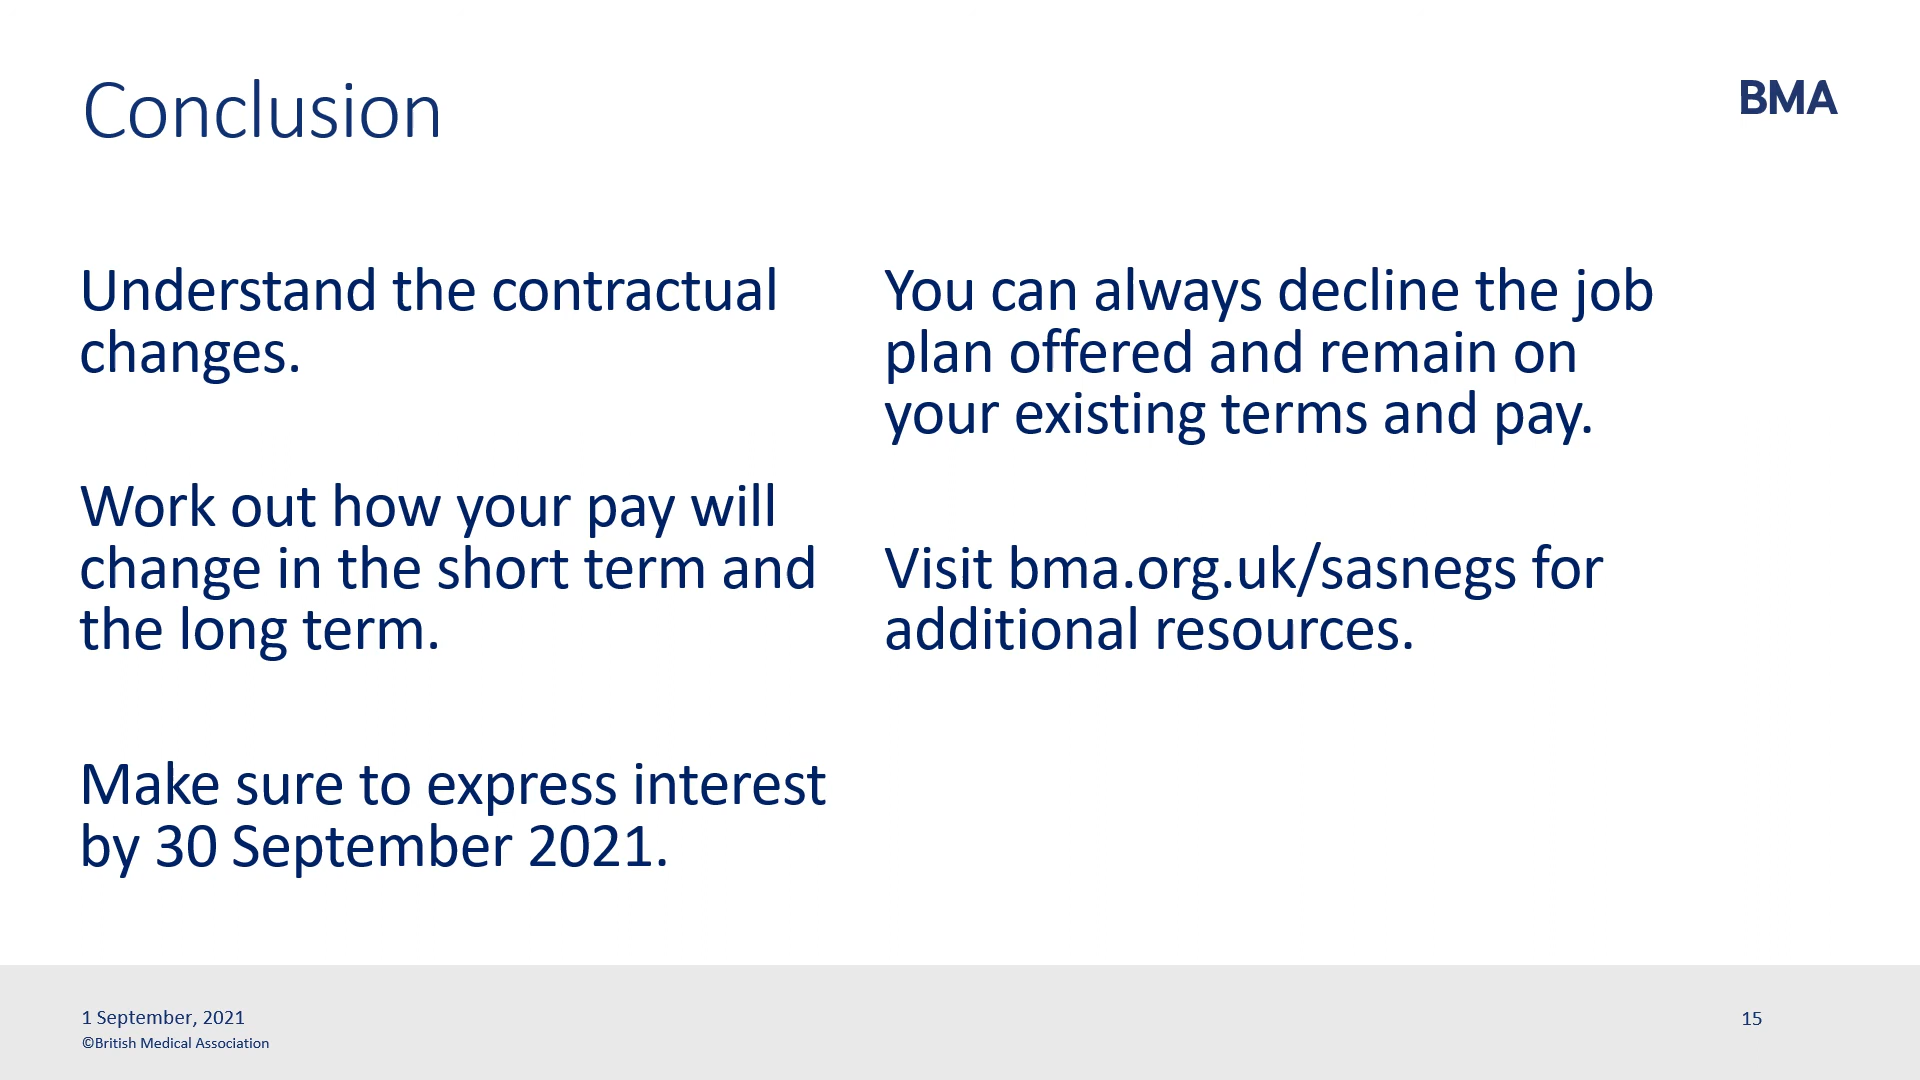 Conclusion
BMA
Understand the contractual
changes.
Work out how your pay will
change in the short term and
the long term.
Make sure to express interest
by 30 September 2021.
You can always decline the job
plan offered and remain on
your existing terms and pay.
Visit bma.org.uk/sasnegs for
additional resources.
1 September, 2021
©British Medical Association
15